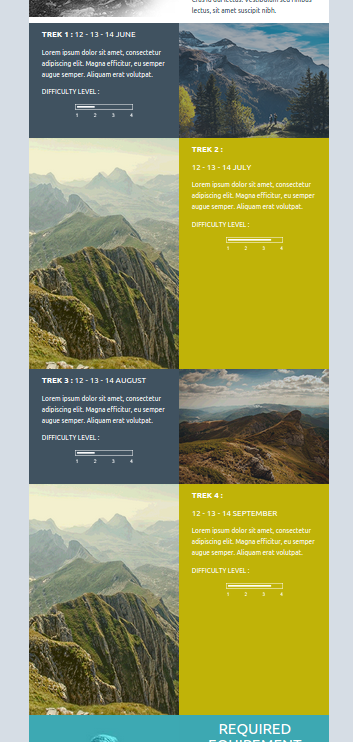 lectus, sit amet suscipit nibh.
TREK 1 : 12 - 13 - 14 JUNE
Lorem ipsum dolor sit amet, consectetur
adipiscing elit. Magna efficitur, eu semper
augue semper. Aliquam erat volutpat.
DIFFICULTY LEVEL :
1 2 3 4
TREK 2 :
12 - 13 - 14 JULY
Lorem ipsum dolor sit amet, consectetur
adipiscing elit. Magna efficitur, eu semper
augue semper. Aliquam erat volutpat.
DIFFICULTY LEVEL :
1 2 3 4
TREK 3 : 12 - 13 - 14 AUGUST
Lorem ipsum dolor sit amet, consectetur
adipiscing elit. Magna efficitur, eu semper
augue semper. Aliquam erat volutpat.
DIFFICULTY LEVEL :
1 2 3 4
TREK 4 :
12 - 13 - 14 SEPTEMBER
Lorem ipsum dolor sit amet, consectetur
adipiscing elit. Magna efficitur, eu semper
augue semper. Aliquam erat volutpat.
DIFFICULTY LEVEL :
1 2 3 4
REQUIRED
EQUIPEMENT